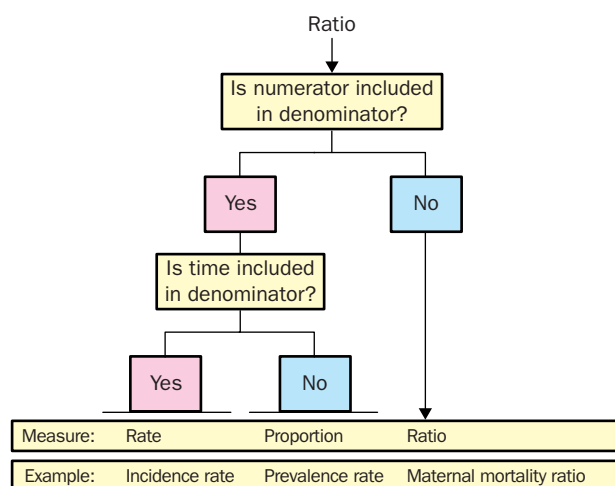 Ratio
Is numerator included
in denominator?
Yes
No
Is time included
in denominator?
Yes
No
Measure: Rate Proportion Ratio
Example: Incidence rate Prevalence rate Maternal mortality ratio